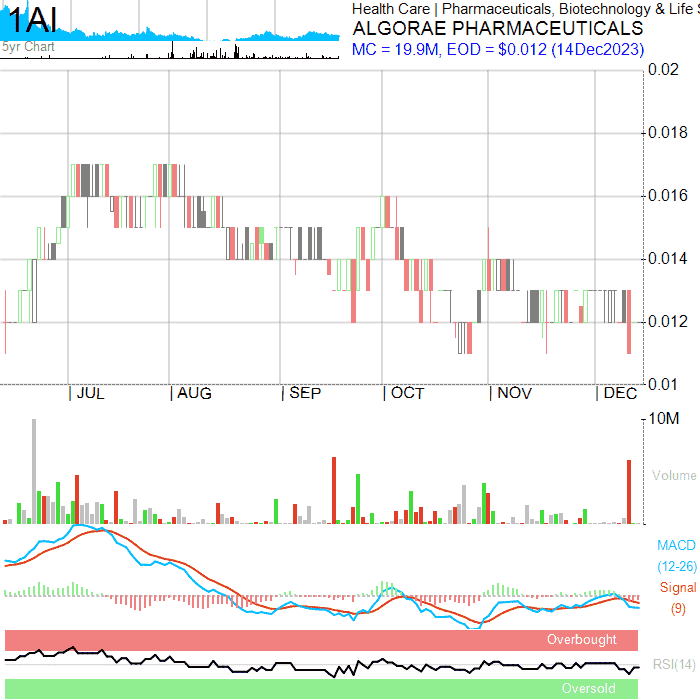 1AI
5yr Chart
Health Care | Pharmaceuticals, Biotechnology & Life S
ALGORAE PHARMACEUTICALS
MC = 19.9M, EOD = $0.012 (14Dec2023)
0.02
0.018
0.016
0.014
0.012
0.01
JUL AUG SEP OCT NOV DEC
10M
Volume
MACD
(12-26)
Signal
(9)
Overbought
RSI(14)
Oversold